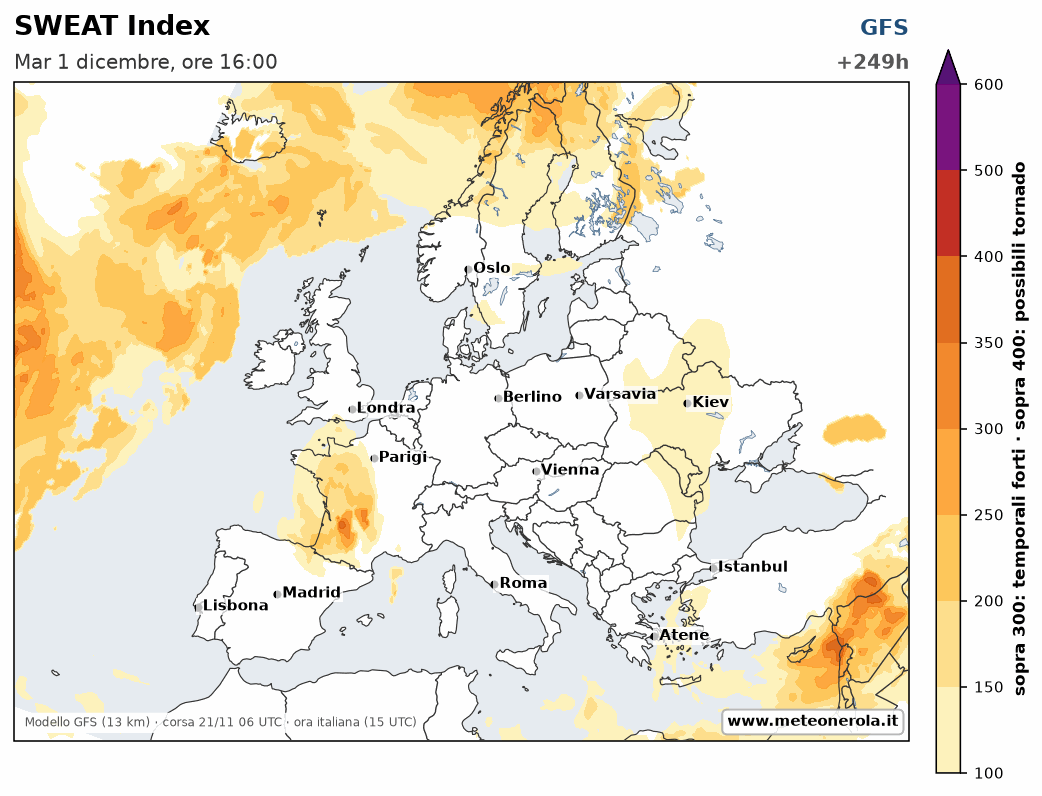 SWEAT Index
GFS
Mar 1 dicembre, ore 16:00
+249h
600
500
400
350
300
250
200
150
100
sopra 300: temporali forti · sopra 400: possibili tornado
Oslo
Berlino
Varsavia
Kiev
Londra
Parigi
Vienna
Istanbul
Roma
Madrid
Lisbona
Atene
Modello GFS (13 km) · corsa 21/11 06 UTC · ora italiana (15 UTC)
www.meteonerola.it